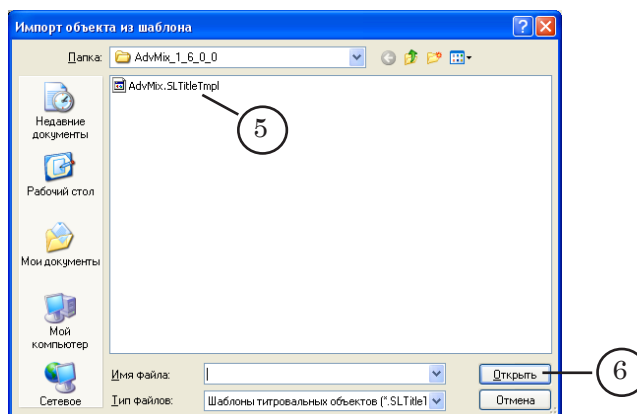 Импорт объекта из шаблона
Папка: AdvMix_1_6_0_0
AdvMix.SLTitleTmpl
5
Недавние
документы
Рабочий стол
Мои документы
Мой
компьютер
Сетевое
Имя файла:
Открыть
6
Тип файлов: Шаблоны титровальных объектов (*.SLTitleT
Отмена